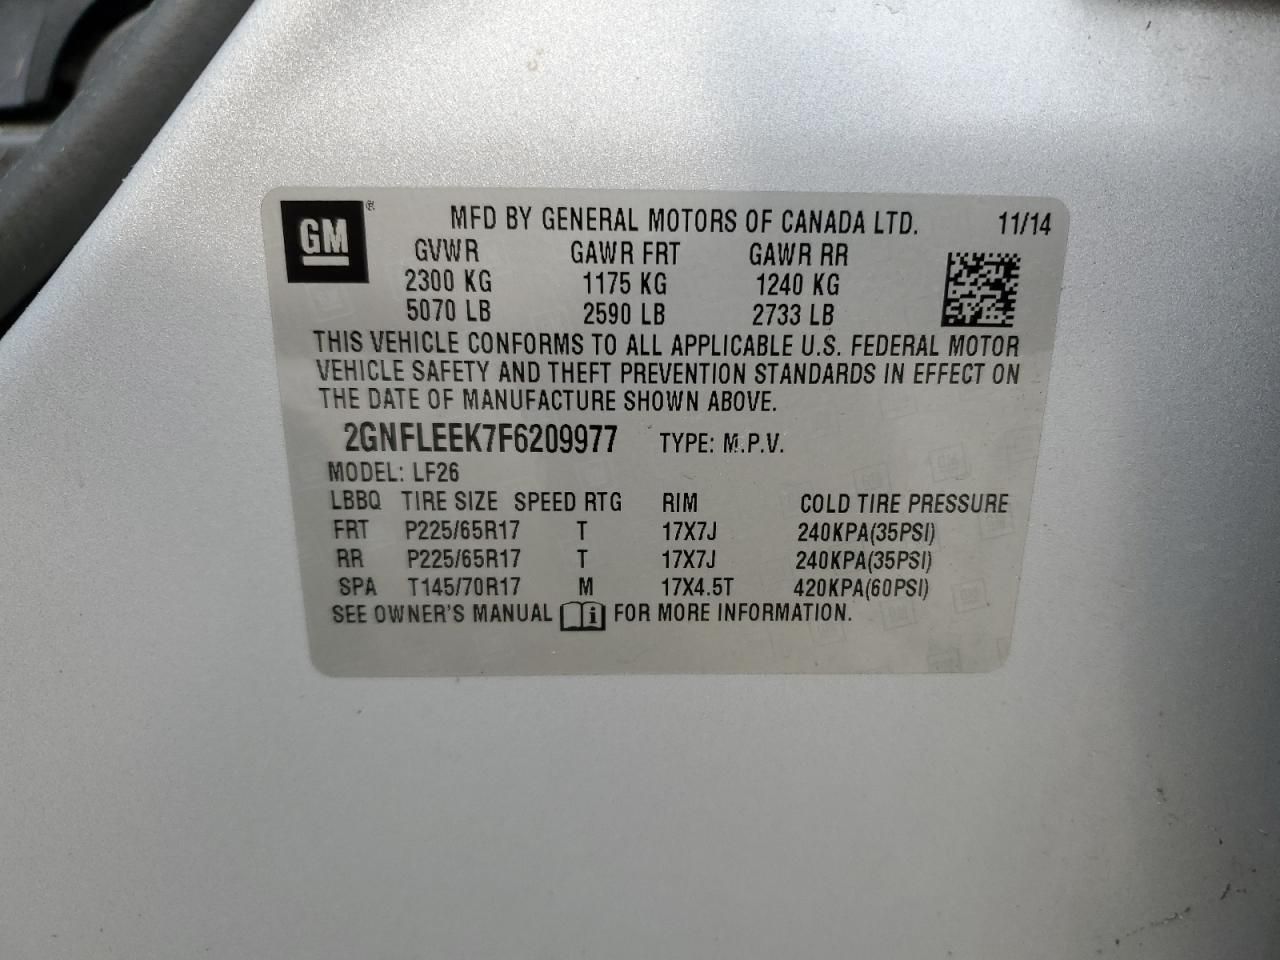 GM ® MFD BY GENERAL MOTORS OF CANADA LTD. 11/14
GVWR GAWR FRT GAWR RR
2300 KG 1175 KG 1240 KG
5070 LB 2590 LB 2733 LB
THIS VEHICLE CONFORMS TO ALL APPLICABLE U.S. FEDERAL MOTOR
VEHICLE SAFETY AND THEFT PREVENTION STANDARDS IN EFFECT ON
THE DATE OF MANUFACTURE SHOWN ABOVE.
2GNFLEEK7F6209977 TYPE: M.P.V.
MODEL: LF26
LBBQ TIRE SIZE SPEED RTG RIM COLD TIRE PRESSURE
FRT P225/65R17 T 17X7J 240KPA(35PSI)
RR P225/65R17 T 17X7J 240KPA(35PSI)
SPA T145/70R17 M 17X4.5T 420KPA(60PSI)
SEE OWNER'S MANUAL i FOR MORE INFORMATION.